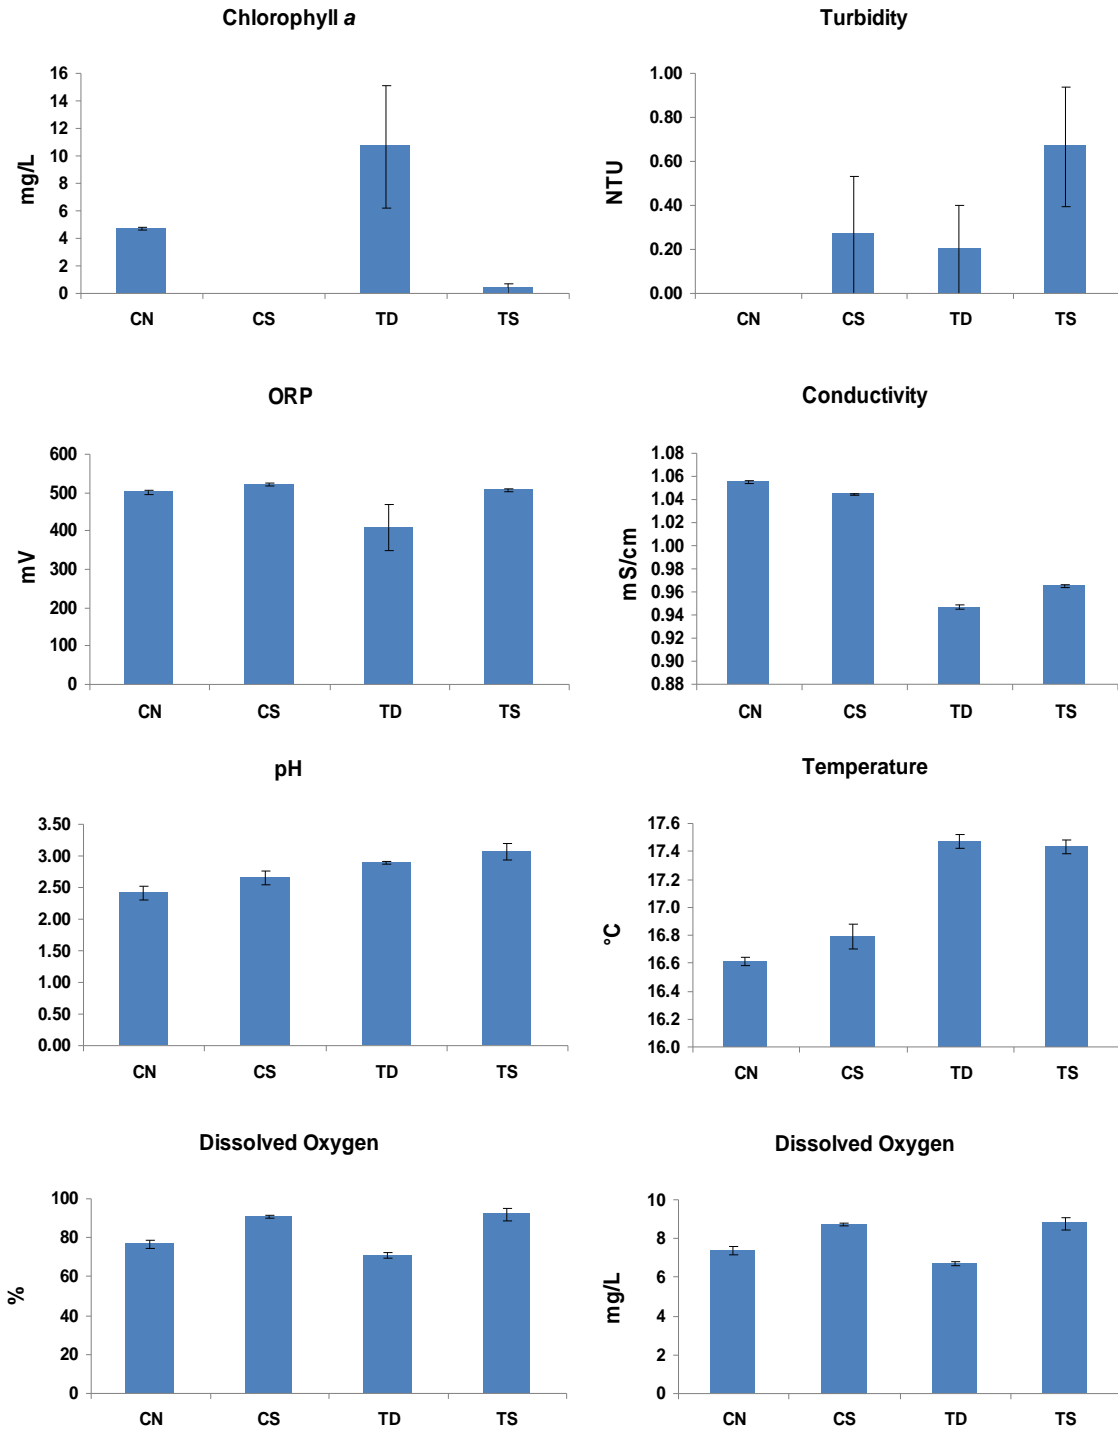 Chlorophyll a
mg/L
16
14
12
10
8
6
4
2
0
CN CS TD TS
Turbidity
NTU
1.00
0.80
0.60
0.40
0.20
0.00
CN CS TD TS
ORP
mV
600
500
400
300
200
100
0
CN CS TD TS
Conductivity
mS/cm
1.08
1.06
1.04
1.02
1.00
0.98
0.96
0.94
0.92
0.90
0.88
CN CS TD TS
pH
3.50
3.00
2.50
2.00
1.50
1.00
0.50
0.00
CN CS TD TS
Temperature
°C
17.6
17.4
17.2
17.0
16.8
16.6
16.4
16.2
16.0
CN CS TD TS
Dissolved Oxygen
%
100
80
60
40
20
0
CN CS TD TS
Dissolved Oxygen
mg/L
10
8
6
4
2
0
CN CS TD TS